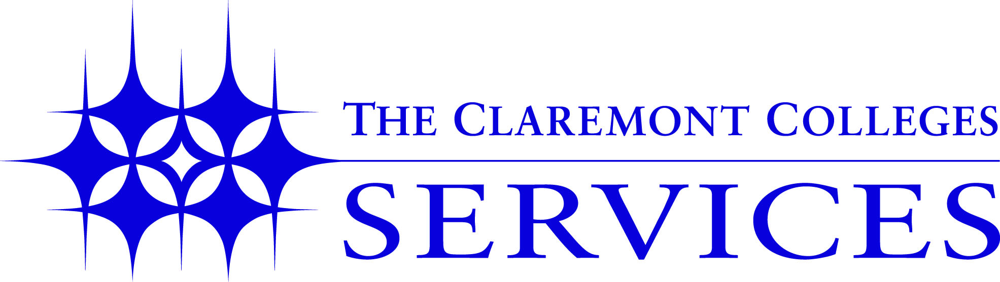 THE CLAREMONT COLLEGES
SERVICES